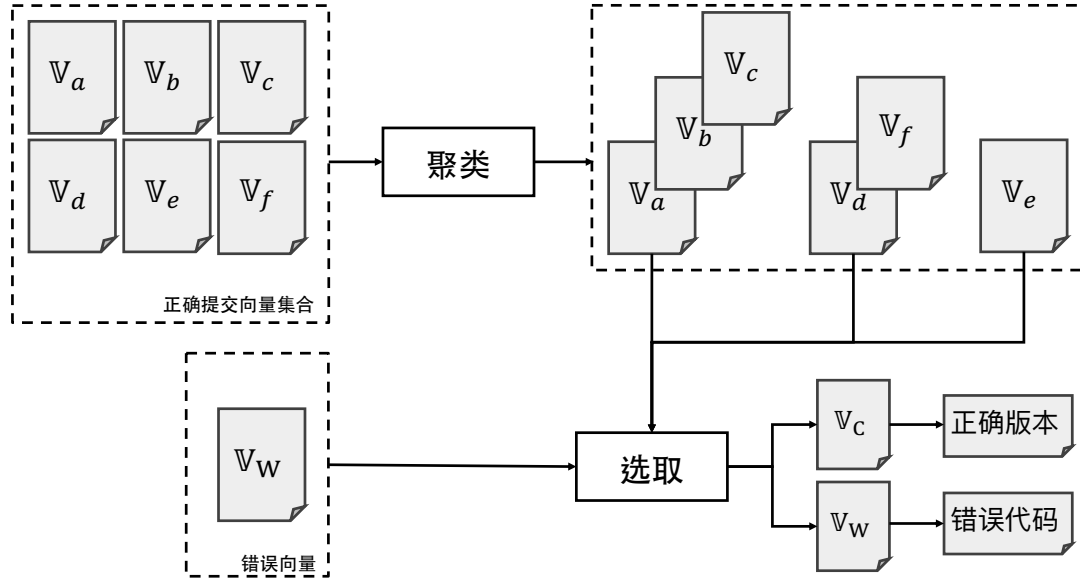 𝕍a 𝕍b 𝕍c
𝕍d 𝕍e 𝕍f
正确提交向量集合
聚类
𝕍c
𝕍b
𝕍a
𝕍f
𝕍d
𝕍e
𝕍W
错误向量
选取
𝕍C
正确版本
𝕍W
错误代码